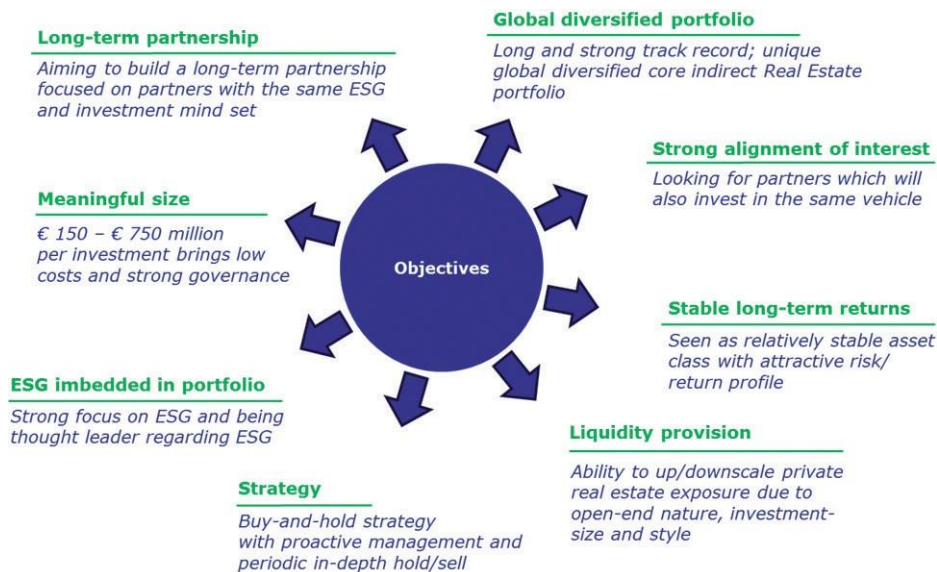 Long-term partnership
Aiming to build a long-term partnership
focused on partners with the same ESG
and investment mind set
Global diversified portfolio
Long and strong track record; unique
global diversified core indirect Real Estate
portfolio
Strong alignment of interest
Looking for partners which will
also invest in the same vehicle
Meaningful size
€ 150 – € 750 million
per investment brings low
costs and strong governance
Objectives
Stable long-term returns
Seen as relatively stable asset
class with attractive risk/
return profile
ESG imbedded in portfolio
Strong focus on ESG and being
thought leader regarding ESG
Liquidity provision
Ability to up/downscale private
real estate exposure due to
open-end nature, investment-
size and style
Strategy
Buy-and-hold strategy
with proactive management and
periodic in-depth hold/sell